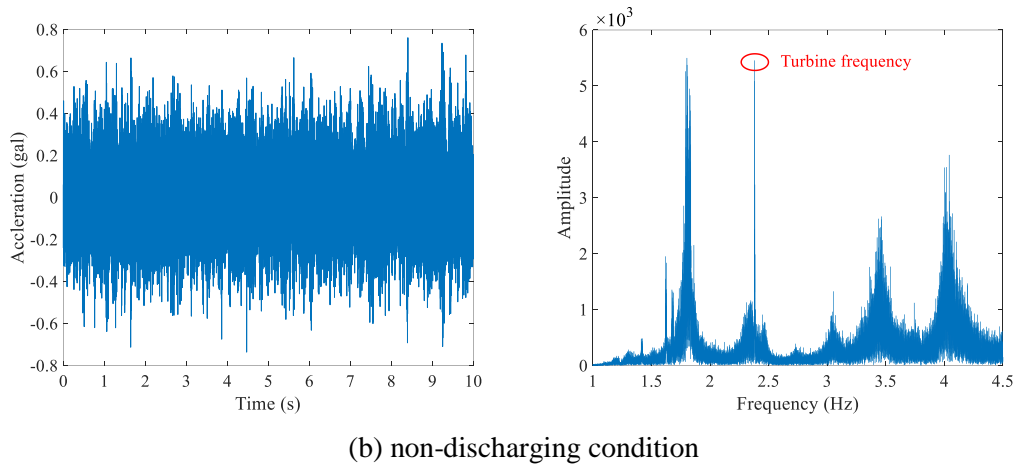 0.8
0.6
0.4
0.2
0
-0.2
-0.4
-0.6
-0.8
Accleration (gal)
0 1 2 3 4 5 6 7 8 9 10
Time (s)
×10³
6
5
4
3
2
1
0
Amplitude
Turbine frequency
1 1.5 2 2.5 3 3.5 4 4.5
Frequency (Hz)
(b) non-discharging condition